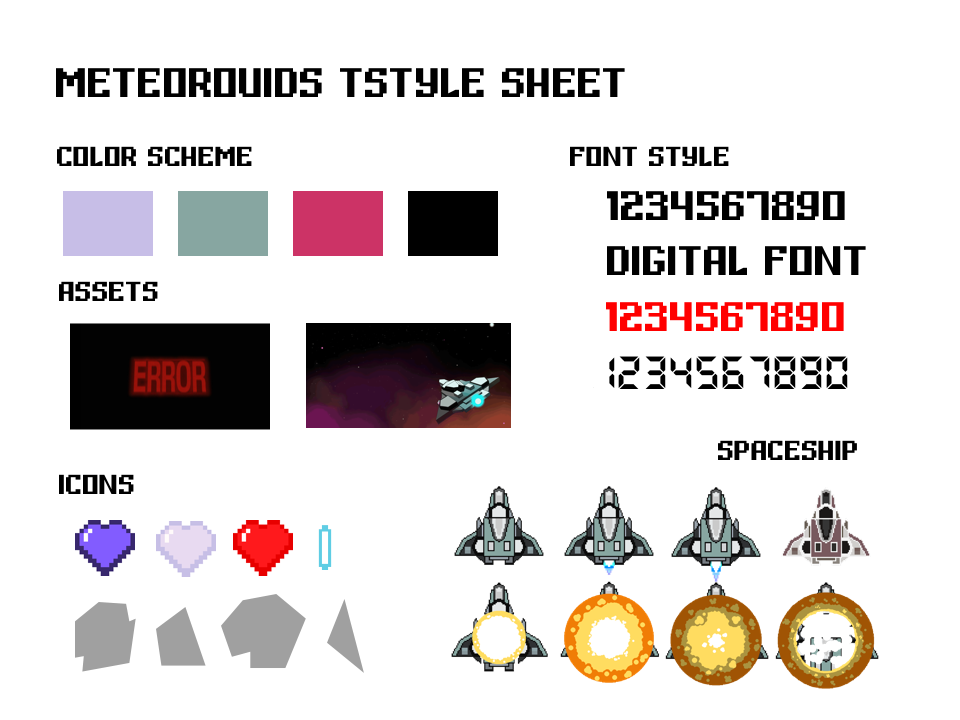 METEOROUIDS TSTYLE SHEET
COLOR SCHEME
FONT STYLE
1234567890
DIGITAL FONT
1234567890
1234567890
ASSETS
ERROR
SPACESHIP
ICONS